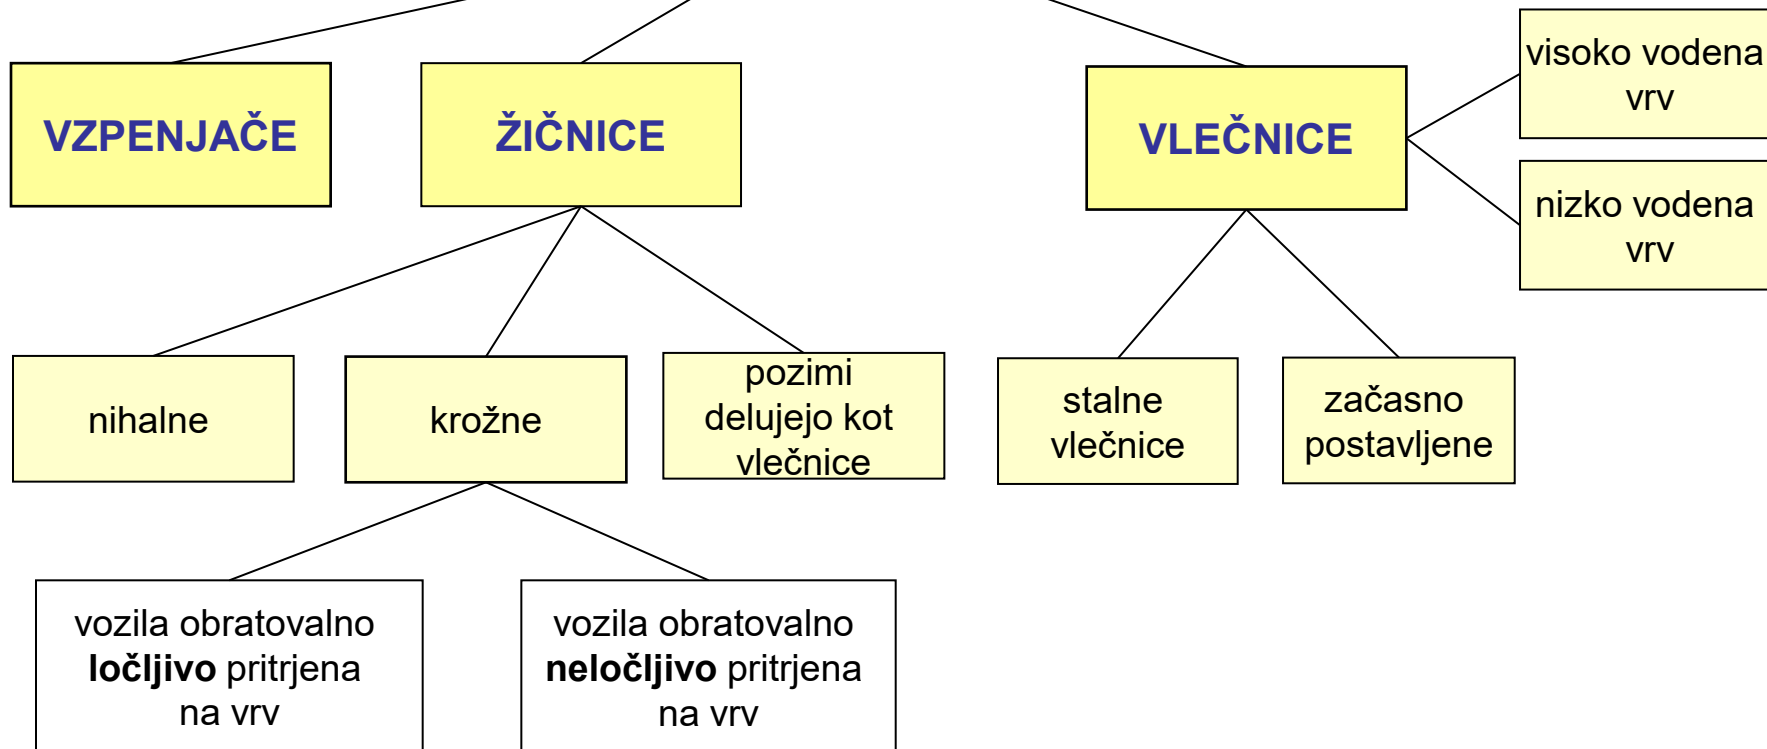 VZPENJAČE
ŽIČNICE
VLEČNICE
visoko vodena
vrv
nizko vodena
vrv
nihalne
krožne
pozimi
delujejo kot
vlečnice
stalne
vlečnice
začasno
postavljene
vozila obratovalno
ločljivo pritrjena
na vrv
vozila obratovalno
neločljivo pritrjena
na vrv